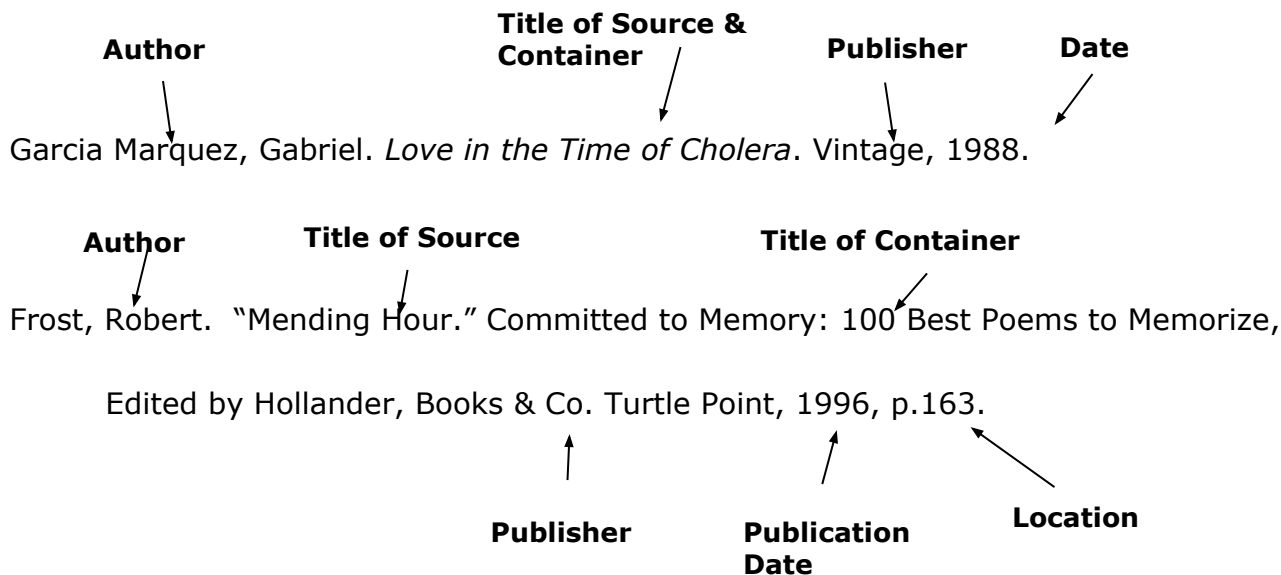 Author Title of Source & Container Publisher Date
Garcia Marquez, Gabriel. Love in the Time of Cholera. Vintage, 1988.
Author Title of Source Title of Container
Frost, Robert. “Mending Hour.” Committed to Memory: 100 Best Poems to Memorize,
Edited by Hollander, Books & Co. Turtle Point, 1996, p.163.
Publisher Publication Date Location